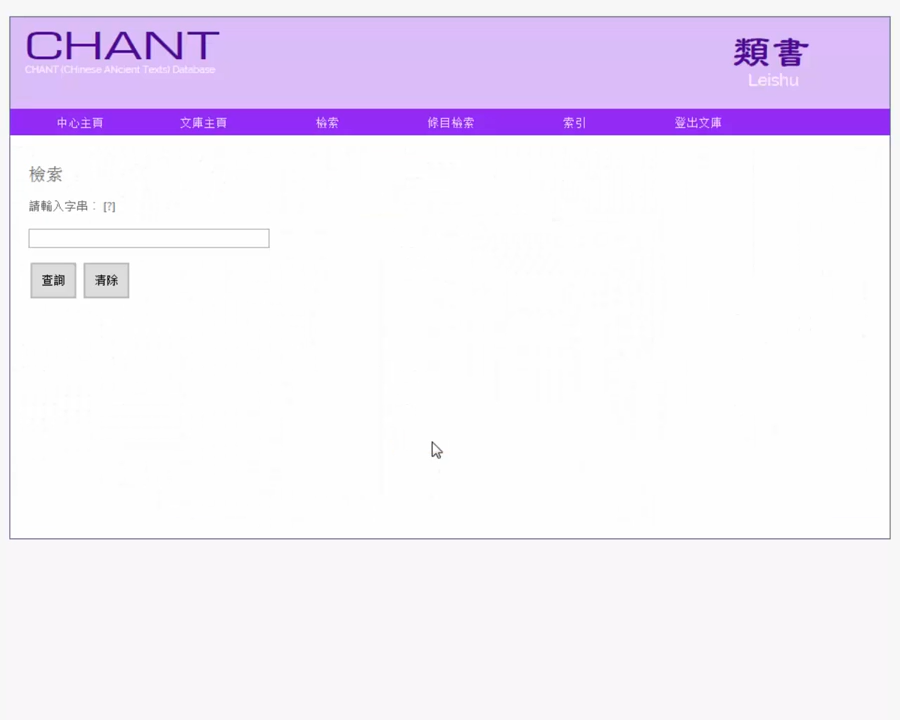 CHANT
CHANT (CHinese ANcient Texts) Database
類書
Leishu
中心主頁 文庫主頁 檢索 條目檢索 索引 登出文庫
檢索
請輸入字串： [?]
查詢 清除